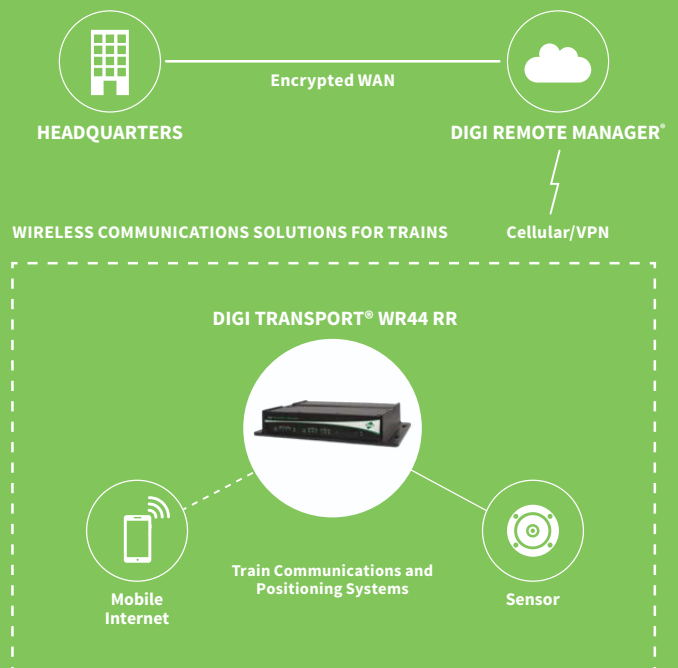 Encrypted WAN
HEADQUARTERS
DIGI REMOTE MANAGER®
WIRELESS COMMUNICATIONS SOLUTIONS FOR TRAINS
Cellular/VPN
DIGI TRANSPORT® WR44 RR
Train Communications and
Positioning Systems
Mobile
Internet
Sensor